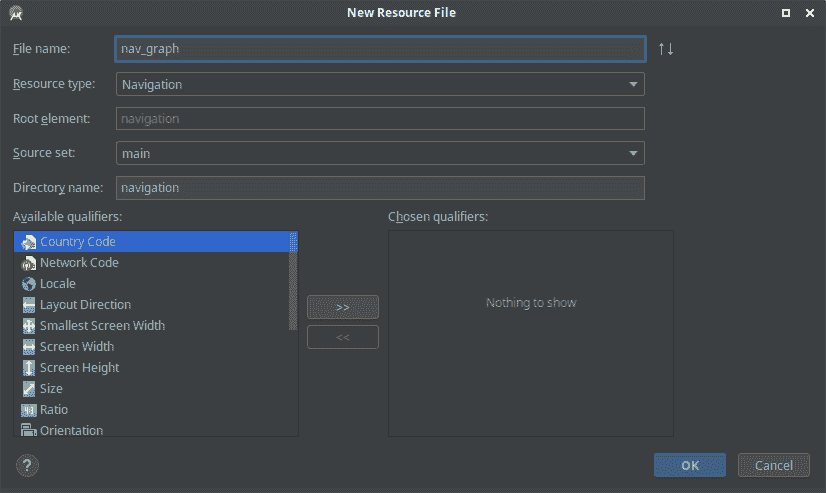 New Resource File
File name: nav_graph
Resource type: Navigation
Root element: navigation
Source set: main
Directory name: navigation
Available qualifiers: Chosen qualifiers:
Country Code
Network Code
Locale
Layout Direction
Smallest Screen Width
Screen Width
Screen Height
Size
Ratio
Orientation
>>
<<
Nothing to show
? OK Cancel